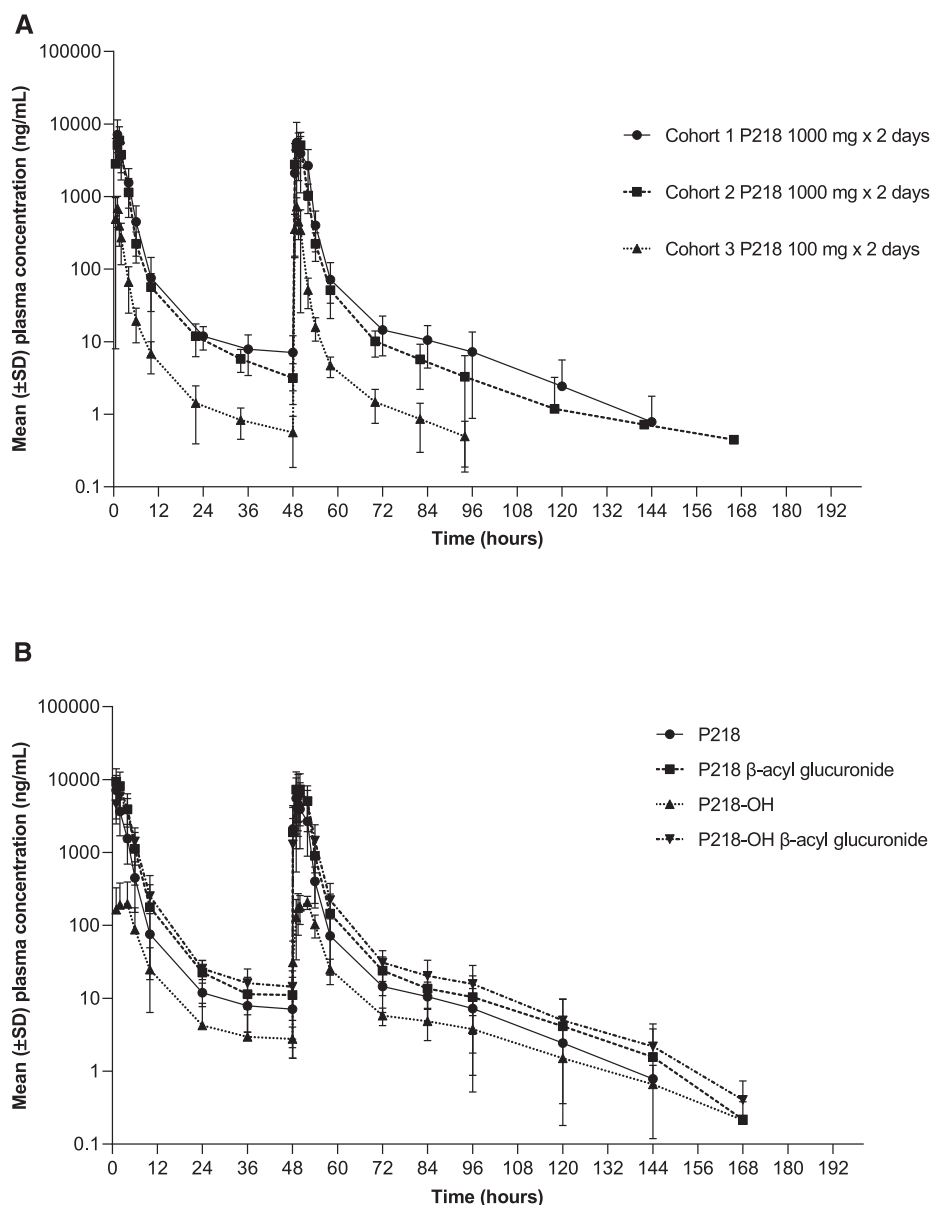 A
Mean (±SD) plasma concentration (ng/mL)
100000
10000
1000
100
10
1
0.1
0 12 24 36 48 60 72 84 96 108 120 132 144 156 168 180 192
Time (hours)
Cohort 1 P218 1000 mg x 2 days
Cohort 2 P218 1000 mg x 2 days
Cohort 3 P218 100 mg x 2 days
B
Mean (±SD) plasma concentration (ng/mL)
100000
10000
1000
100
10
1
0.1
0 12 24 36 48 60 72 84 96 108 120 132 144 156 168 180 192
Time (hours)
P218
P218 β-acyl glucuronide
P218-OH
P218-OH β-acyl glucuronide